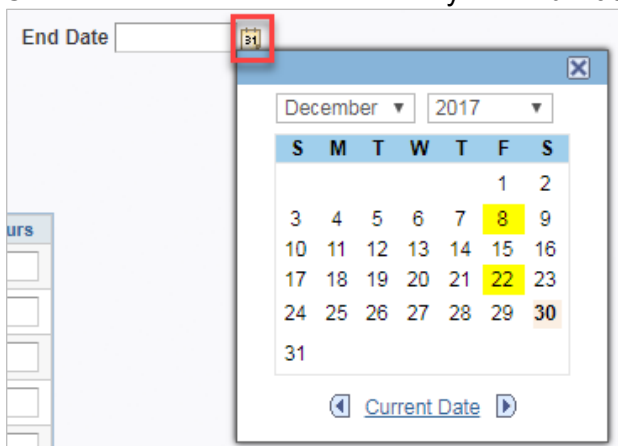 End Date 31
December 2017
S M T W T F S
1 2
3 4 5 6 7 8 9
10 11 12 13 14 15 16
17 18 19 20 21 22 23
24 25 26 27 28 29 30
31
Current Date
urs